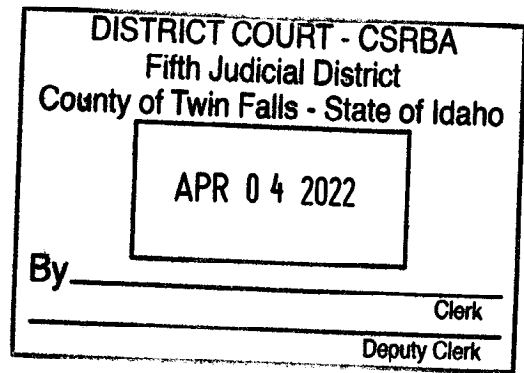 DISTRICT COURT - CSRBA
Fifth Judicial District
County of Twin Falls - State of Idaho
APR 04 2022
By
Clerk
Deputy Clerk